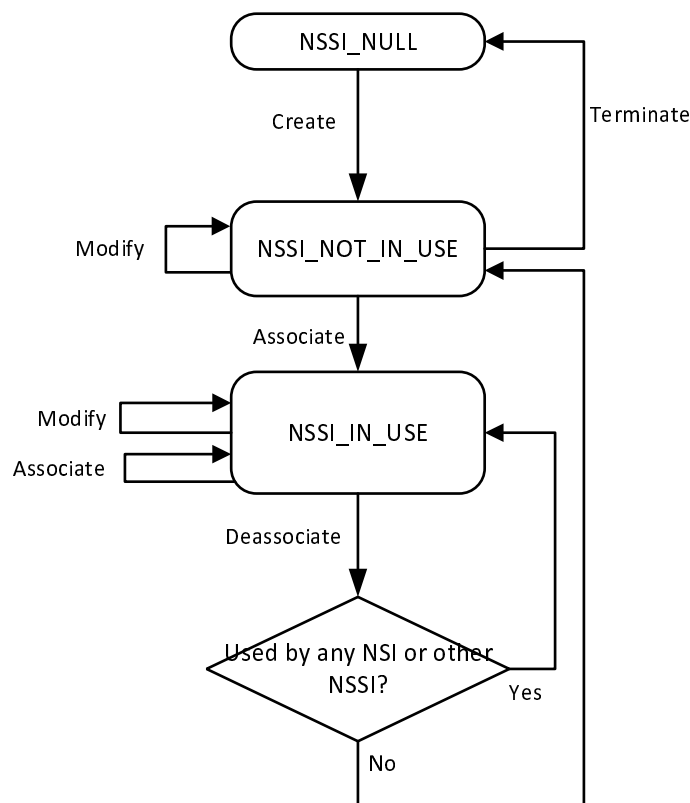 NSSI_NULL
Terminate
Create
Modify
NSSI_NOT_IN_USE
Associate
Modify
NSSI_IN_USE
Associate
Deassociate
Used by any NSI or other
NSSI?
Yes
No